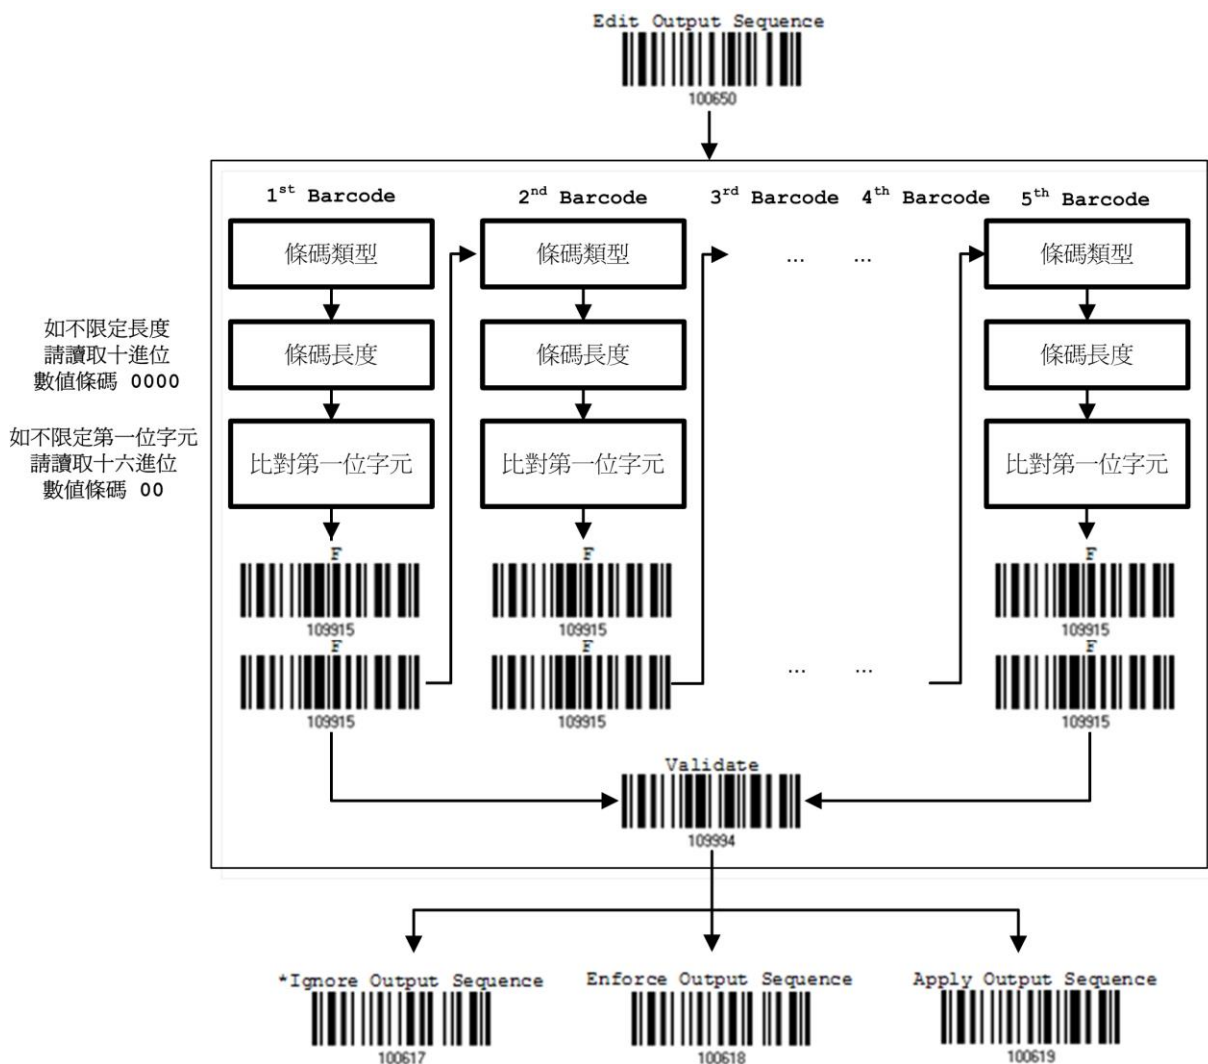 Edit Output Sequence
100650
1st Barcode 2nd Barcode 3rd Barcode 4th Barcode 5th Barcode
條碼類型 條碼類型 ... ... 條碼類型
如不限定長度
請讀取十進位
數值條碼 0000
條碼長度 條碼長度 條碼長度
如不限定第一位字元
請讀取十六進位
數值條碼 00
比對第一位字元 比對第一位字元 比對第一位字元
F F F
109915 109915 109915
F F F
... ...
109915 109915 109915
Validate
109994
*Ignore Output Sequence Enforce Output Sequence Apply Output Sequence
100617 100618 100619